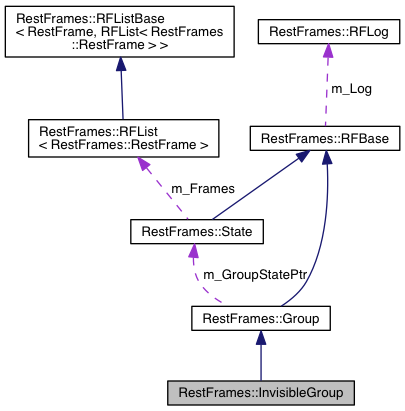 RestFrames::RFListBase
< RestFrame, RFList< RestFrames
::RestFrame > >
RestFrames::RFLog
m_Log
RestFrames::RFList
< RestFrames::RestFrame >
RestFrames::RFBase
m_Frames
RestFrames::State
m_GroupStatePtr
RestFrames::Group
RestFrames::InvisibleGroup